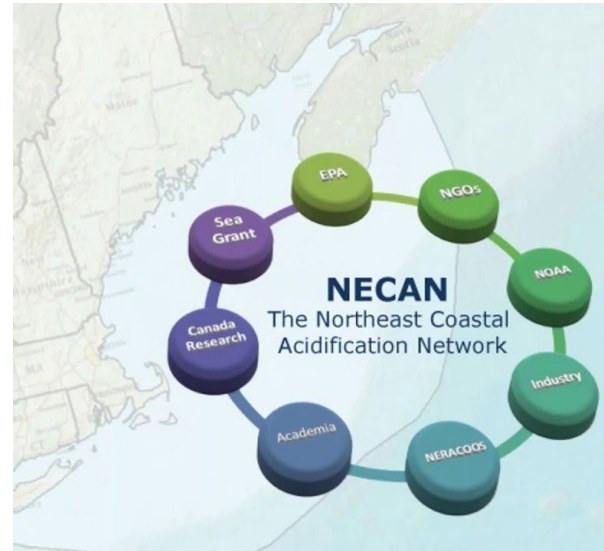 Nova
Scotia
Maine
EPA
NGOs
Sea
Grant
NOAA
New
Hampshire
NECAN
The Northeast Coastal
Acidification Network
Canada
Research
MA
Industry
Academia
NERACOOS
CT